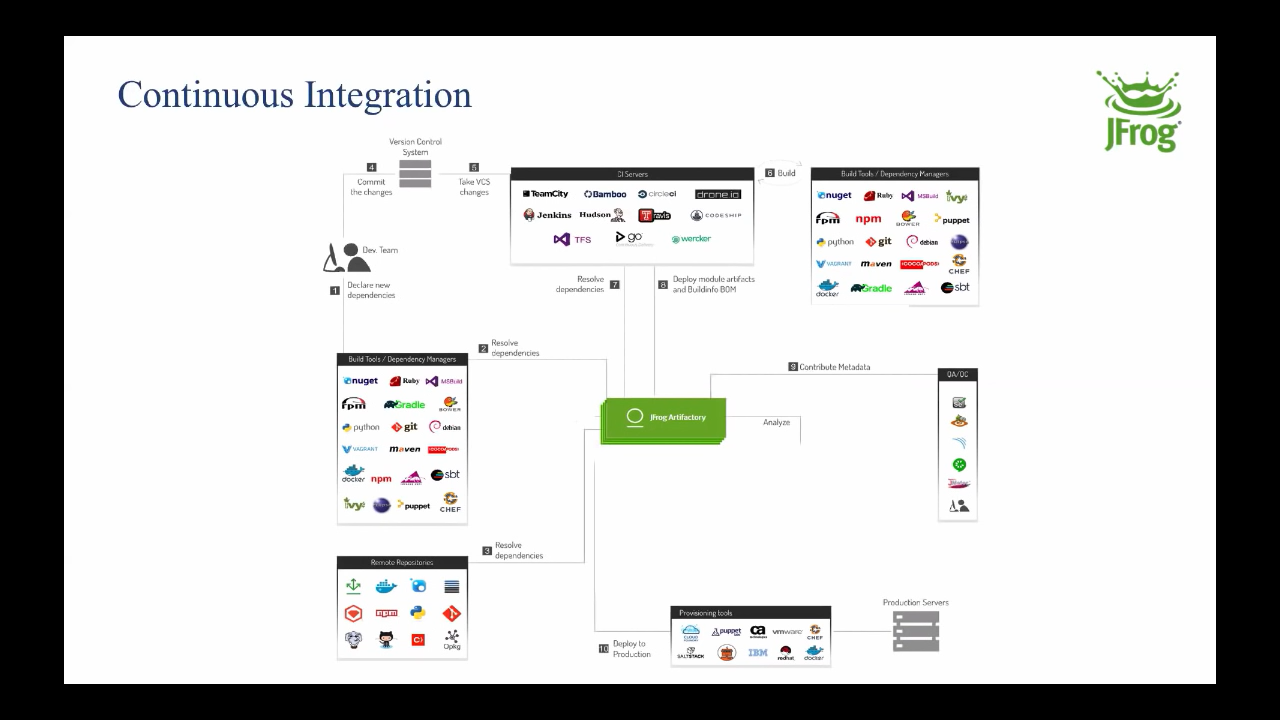 Continuous Integration
JFrog
Version Control
System
4
Commit
the changes
5
Take VCS
changes
CI Servers
TeamCity
Bamboo
circleci
drone.io
Jenkins
Hudson
Travis
CODESHIP
TFS
go
wercker
6 Build
Build Tools / Dependency Managers
nuget
Ruby
MSBuild
ivy
rpm
npm
BOWER
puppet
python
git
debian
VAGRANT
maven
COCOAPODS
CHEF
docker
Gradle
sbt
Dev. Team
1
Declare new
dependencies
Resolve
dependencies
7
8
Deploy module artifacts
and Buildinfo BOM
Build Tools / Dependency Managers
nuget
Ruby
MSBuild
rpm
Gradle
BOWER
python
git
debian
VAGRANT
maven
COCOAPODS
docker
npm
sbt
ivy
puppet
CHEF
2
Resolve
dependencies
JFrog Artifactory
9 Contribute Metadata
Analyze
QA/QC
3
Resolve
dependencies
Remote Repositories
npm
Opkg
10
Deploy to
Production
Provisioning tools
puppet
ca
vmware
CHEF
SALTSTACK
IBM
redhat
docker
Production Servers